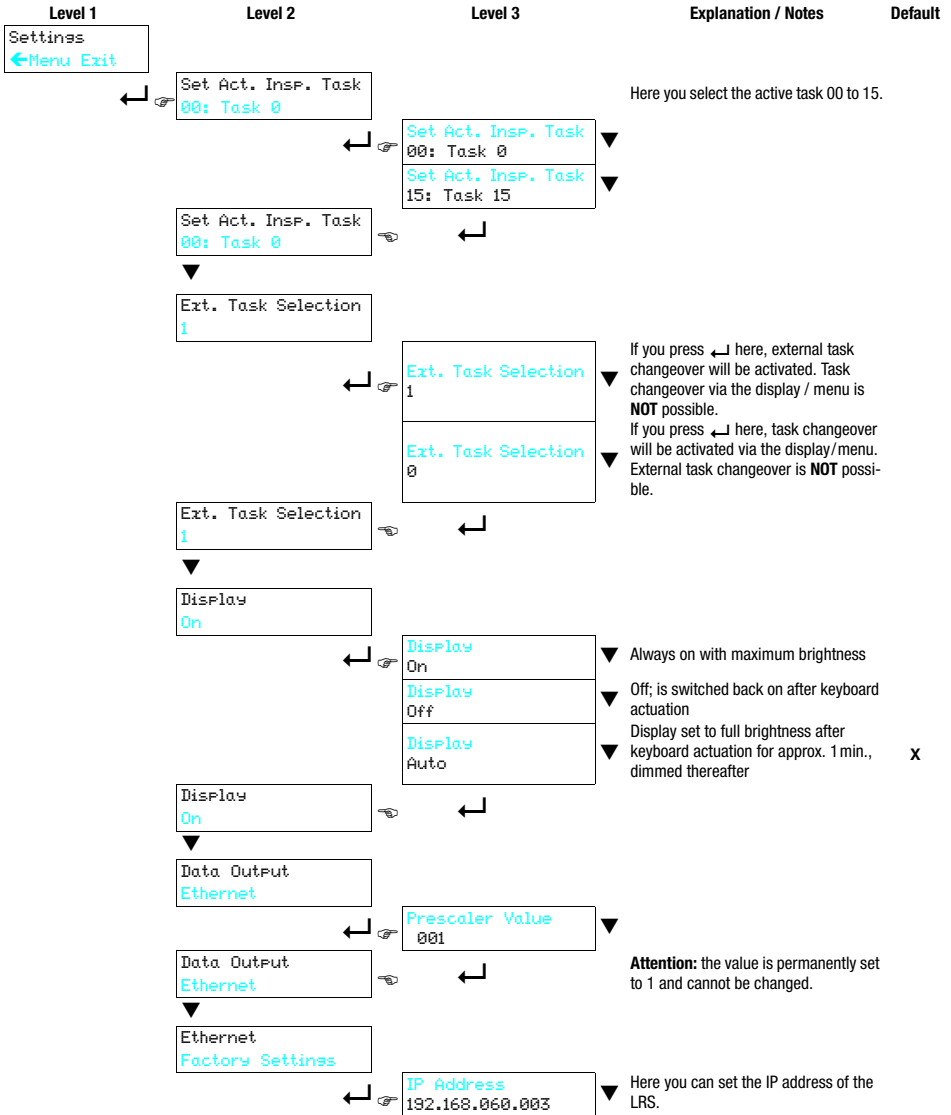 Level 1 Level 2 Level 3 Explanation / Notes Default
Settings
←Menu Exit
Set Act. Insp. Task
00: Task 0
Here you select the active task 00 to 15.
Set Act. Insp. Task
00: Task 0
Set Act. Insp. Task
15: Task 15
Set Act. Insp. Task
00: Task 0
Ext. Task Selection
1
Ext. Task Selection
1
If you press ↵ here, external task
changeover will be activated. Task
changeover via the display / menu is
NOT possible.
Ext. Task Selection
0
If you press ↵ here, task changeover
will be activated via the display/menu.
External task changeover is NOT possi-
ble.
Ext. Task Selection
1
Display
On
Display
On
Always on with maximum brightness
Display
Off
Off; is switched back on after keyboard
actuation
Display
Auto
Display set to full brightness after
keyboard actuation for approx. 1 min.,
dimmed thereafter
X
Display
On
Data Output
Ethernet
Prescaler Value
001
Data Output
Ethernet
Attention: the value is permanently set
to 1 and cannot be changed.
Ethernet
Factory Settings
IP Address
192.168.060.003
Here you can set the IP address of the
LRS.